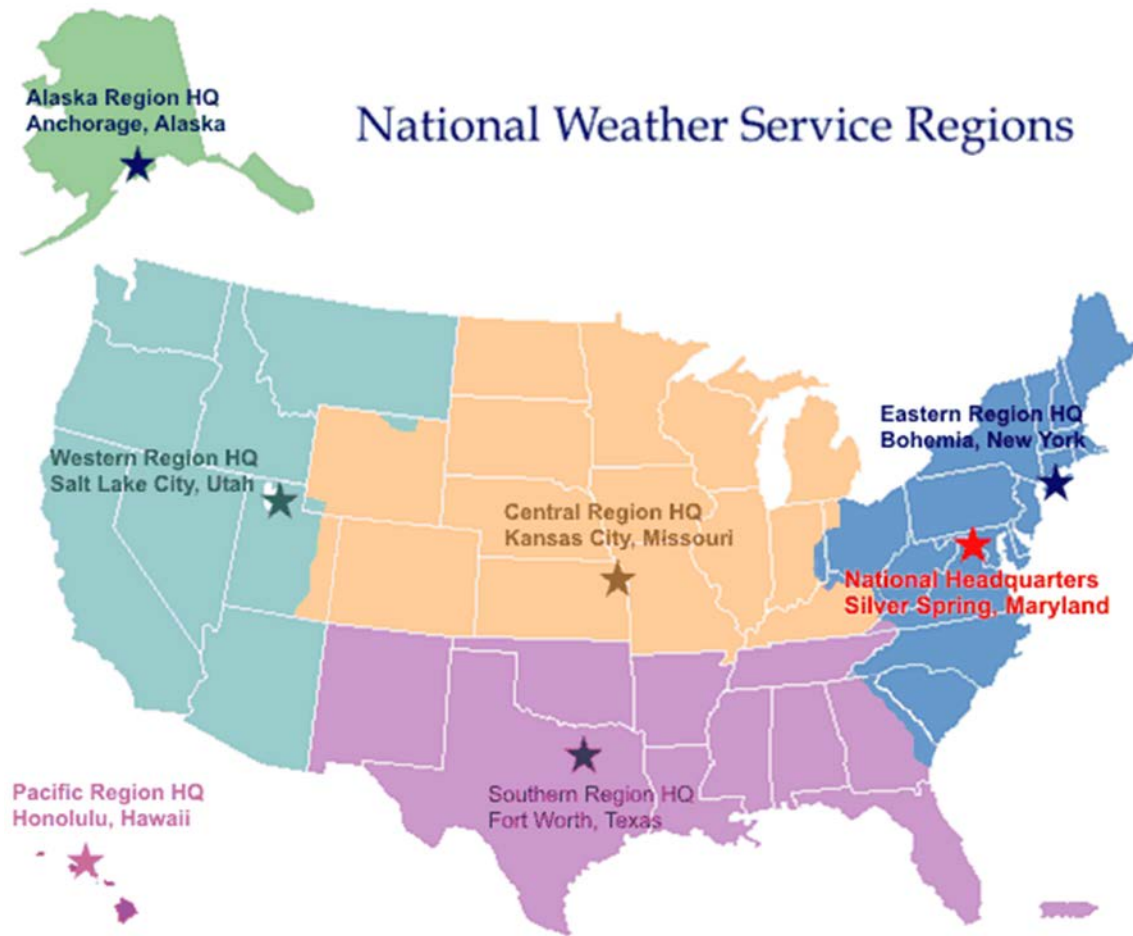 Alaska Region HQ
Anchorage, Alaska
National Weather Service Regions
Eastern Region HQ
Bohemia, New York
Western Region HQ
Salt Lake City, Utah
Central Region HQ
Kansas City, Missouri
National Headquarters
Silver Spring, Maryland
Pacific Region HQ
Honolulu, Hawaii
Southern Region HQ
Fort Worth, Texas